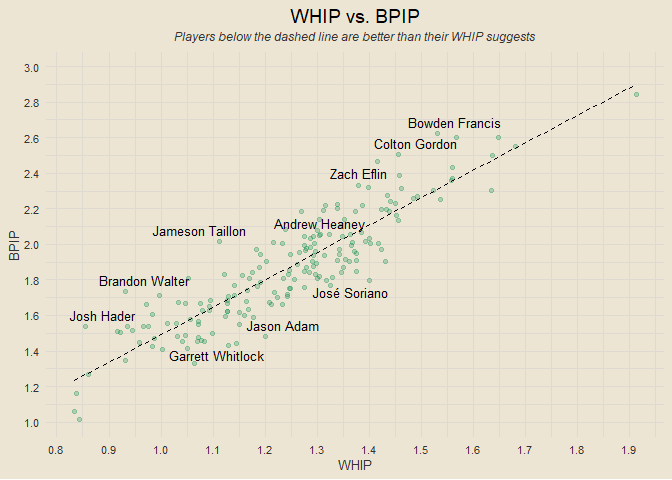 WHIP vs. BPIP
Players below the dashed line are better than their WHIP suggests
3.0
2.8
2.6
2.4
2.2
2.0
1.8
1.6
1.4
1.2
1.0
BPIP
Bowden Francis
Colton Gordon
Zach Eflin
Andrew Heaney
Jameson Taillon
Brandon Walter
José Soriano
Josh Hader
Jason Adam
Garrett Whitlock
0.8 0.9 1.0 1.1 1.2 1.3 1.4 1.5 1.6 1.7 1.8 1.9
WHIP